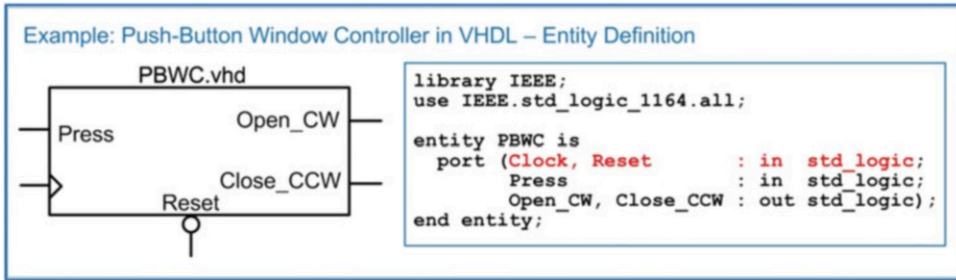 Example: Push-Button Window Controller in VHDL – Entity Definition
PBWC.vhd
Press
Open_CW
Close_CCW
Reset
library IEEE;
use IEEE.std_logic_1164.all;
entity PBWC is
port (Clock, Reset : in std_logic;
Press : in std_logic;
Open_CW, Close_CCW : out std_logic);
end entity;